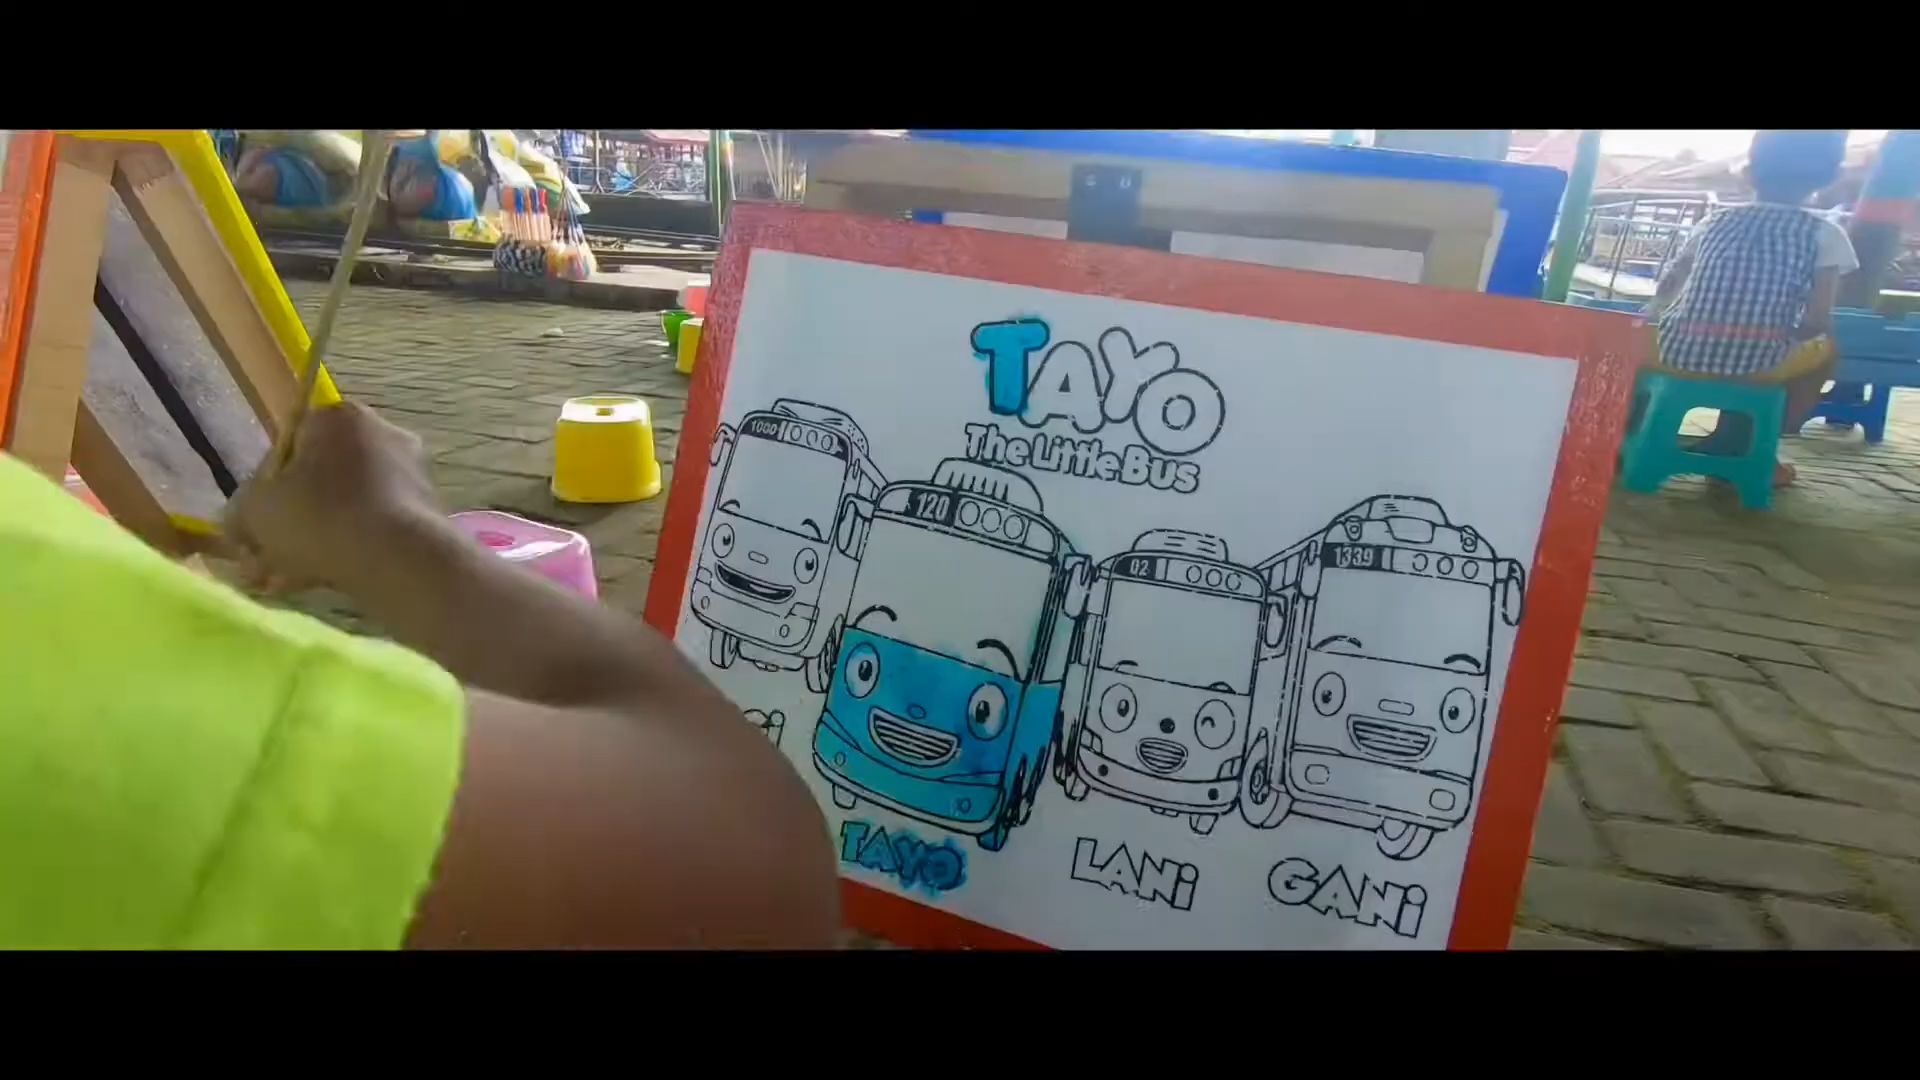 TAYO
The Little Bus
1000
120
02
1339
TAYO
LANi
GANi